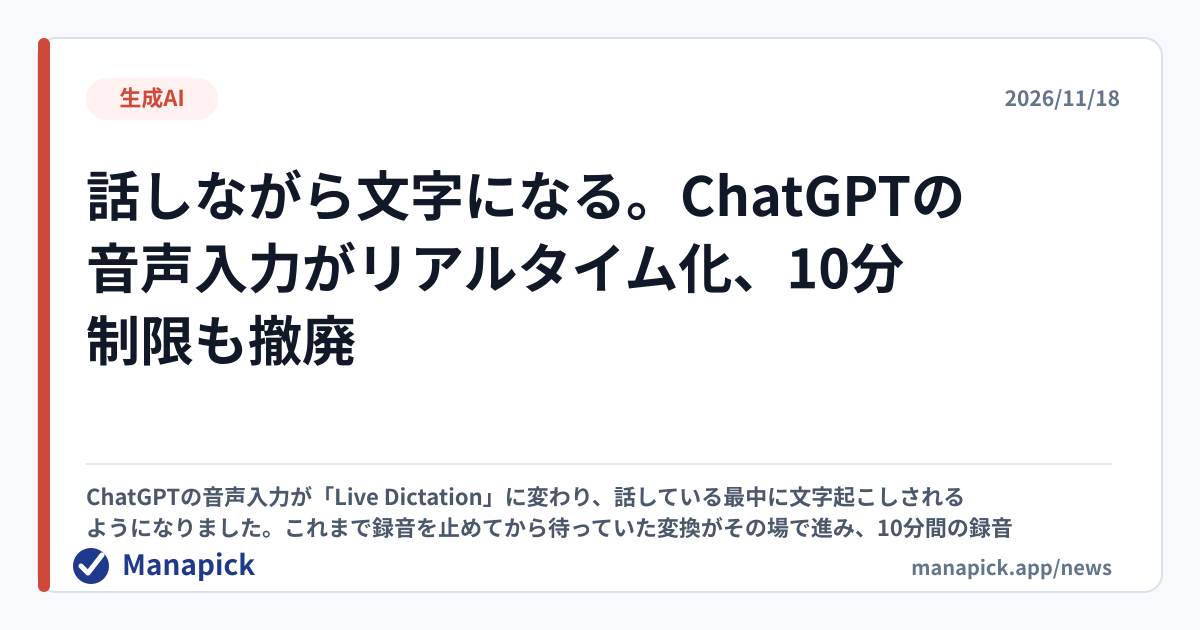 生成AI
2026/11/18
話しながら文字になる。ChatGPTの
音声入力がリアルタイム化、10分
制限も撤廃
ChatGPTの音声入力が「Live Dictation」に変わり、話している最中に文字起こしされる
ようになりました。これまで録音を止めてから待っていた変換がその場で進み、10分間の録音
Manapick
manapick.app/news